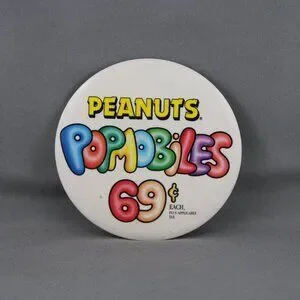 PEANUTS®
POPMOBILES
69¢
EACH,
PLUS APPLICABLE
TAX